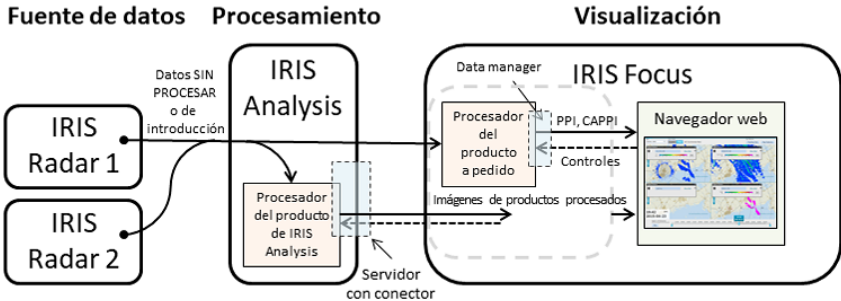 Fuente de datos
Procesamiento
Visualización
Datos SIN
PROCESAR
o de
introducción
IRIS
Radar 1
IRIS
Radar 2
IRIS
Analysis
Procesador
del producto
de IRIS
Analysis
Servidor
con conector
IRIS Focus
Data manager
Procesador
del
producto
a pedido
PPI, CAPPI
Controles
Imágenes de productos procesados
Navegador web